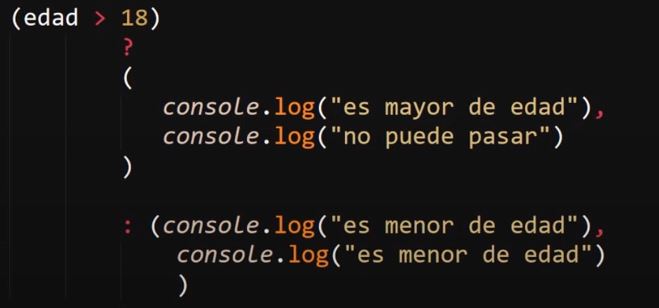 (edad > 18)
?
(
console.log("es mayor de edad"),
console.log("no puede pasar")
)
: (console.log("es menor de edad"),
console.log("es menor de edad")
)